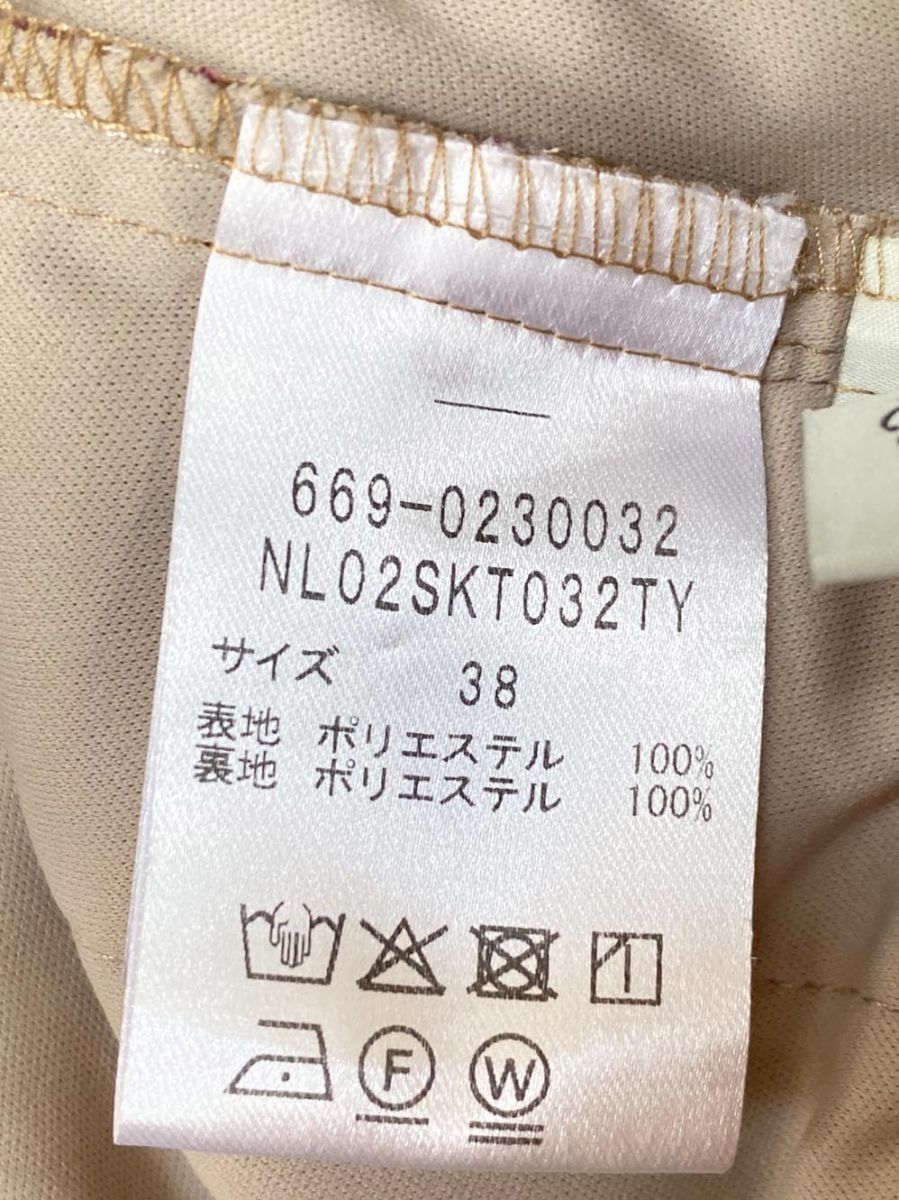 669-0230032
NL02SKT032TY
サイズ 38
表地 ポリエステル 100%
裏地 ポリエステル 100%
F W